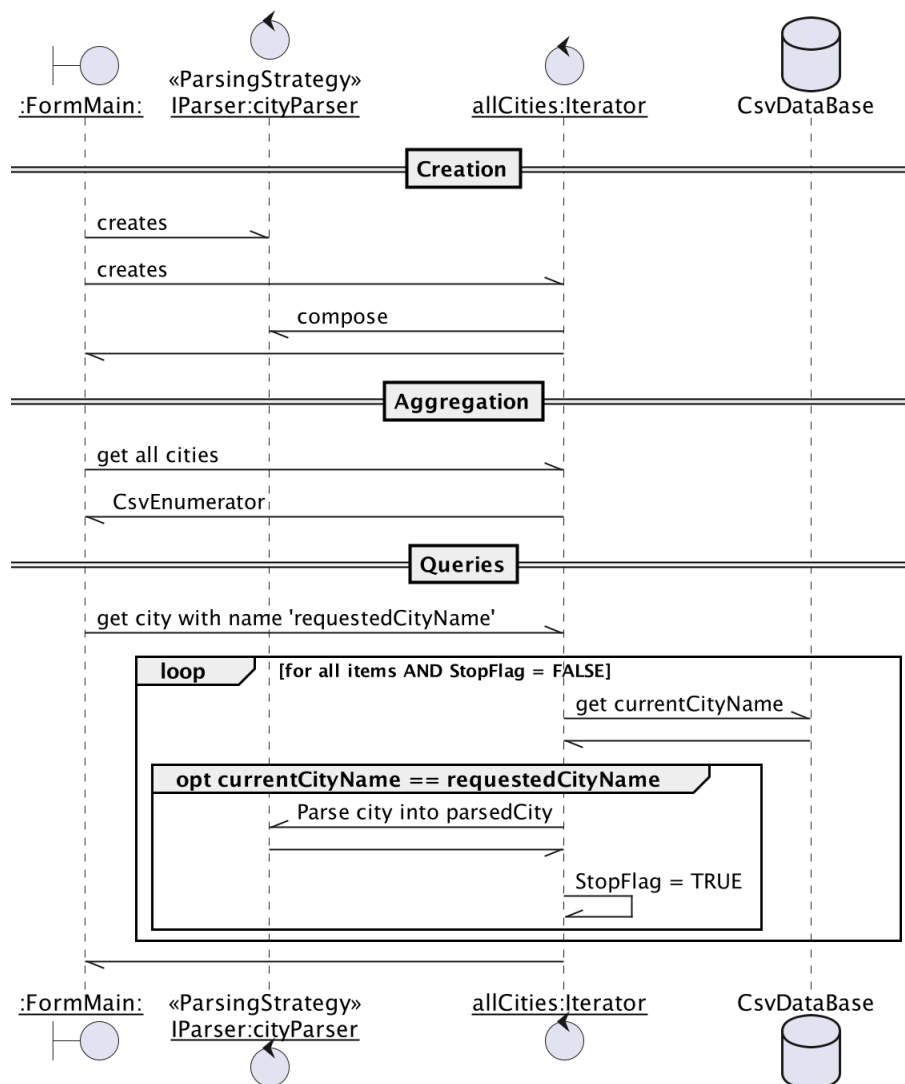 «ParsingStrategy»
:FormMain: IParser:cityParser allCities:Iterator CsvDataBase
Creation
creates
creates
compose
Aggregation
get all cities
CsvEnumerator
Queries
get city with name 'requestedCityName'
loop [for all items AND StopFlag = FALSE]
get currentCityName
opt currentCityName == requestedCityName
Parse city into parsedCity
StopFlag = TRUE
:FormMain: «ParsingStrategy» allCities:Iterator CsvDataBase
IParser:cityParser